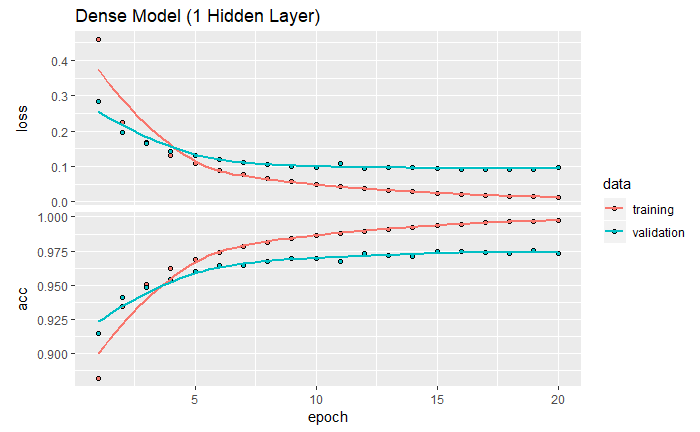 Dense Model (1 Hidden Layer)
0.4
0.3
0.2
0.1
0.0
loss
1.000
0.975
0.950
0.925
0.900
acc
5 10 15 20
epoch
data
training
validation